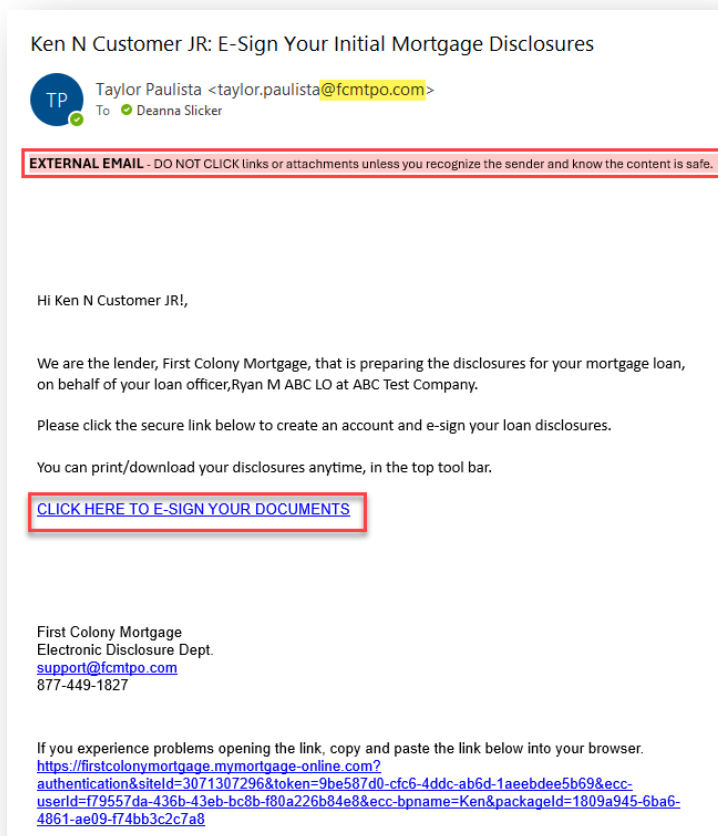 Ken N Customer JR: E-Sign Your Initial Mortgage Disclosures
TP
Taylor Paulista <taylor.paulista@fcmtpo.com>
To Deanna Slicker
EXTERNAL EMAIL - DO NOT CLICK links or attachments unless you recognize the sender and know the content is safe.
Hi Ken N Customer JR!,
We are the lender, First Colony Mortgage, that is preparing the disclosures for your mortgage loan,
on behalf of your loan officer,Ryan M ABC LO at ABC Test Company.
Please click the secure link below to create an account and e-sign your loan disclosures.
You can print/download your disclosures anytime, in the top tool bar.
CLICK HERE TO E-SIGN YOUR DOCUMENTS
First Colony Mortgage
Electronic Disclosure Dept.
support@fcmtpo.com
877-449-1827
If you experience problems opening the link, copy and paste the link below into your browser.
https://firstcolonymortgage.mymortgage-online.com?
authentication&siteId=3071307296&token=9be587d0-cfc6-4ddc-ab6d-1aeebdee5b69&ecc-
userId=f79557da-436b-43eb-bc8b-f80a226b84e8&ecc-bpname=Ken&packageId=1809a945-6ba6-
4861-ae09-f74bb3c2c7a8